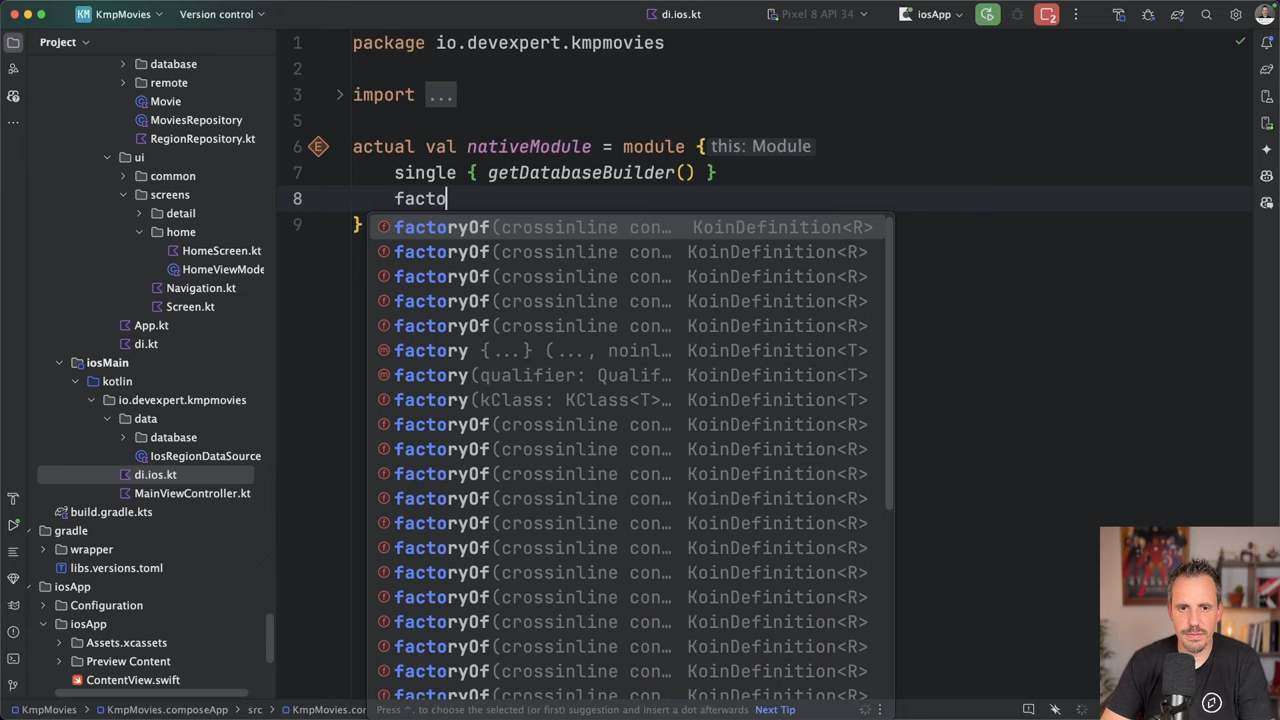 KmpMovies
Version control
di.ios.kt
Pixel 8 API 34
iosApp
2
Project
database
remote
Movie
MoviesRepository
RegionRepository.kt
ui
common
screens
detail
home
HomeScreen.kt
HomeViewMode
Navigation.kt
Screen.kt
App.kt
di.kt
iosMain
kotlin
io.devexpert.kmpmovies
data
database
IosRegionDataSource
di.ios.kt
MainViewController.kt
build.gradle.kts
gradle
wrapper
libs.versions.toml
iosApp
Configuration
iosApp
Assets.xcassets
Preview Content
ContentView.swift
1 package io.devexpert.kmpmovies
2
3 import ...
5
6 actual val nativeModule = module { this: Module
7 single { getDatabaseBuilder() }
8 facto
9 }
factoryOf(crossinline con… KoinDefinition<R>
factoryOf(crossinline con… KoinDefinition<R>
factoryOf(crossinline con… KoinDefinition<R>
factoryOf(crossinline con… KoinDefinition<R>
factoryOf(crossinline con… KoinDefinition<R>
factory {...} (..., noinl… KoinDefinition<T>
factory(qualifier: Qualif… KoinDefinition<T>
factory(kClass: KClass<T>… KoinDefinition<T>
factoryOf(crossinline con… KoinDefinition<R>
factoryOf(crossinline con… KoinDefinition<R>
factoryOf(crossinline con… KoinDefinition<R>
factoryOf(crossinline con… KoinDefinition<R>
factoryOf(crossinline con… KoinDefinition<R>
factoryOf(crossinline con… KoinDefinition<R>
factoryOf(crossinline con… KoinDefinition<R>
factoryOf(crossinline con… KoinDefinition<R>
factoryOf(crossinline con… KoinDefinition<R>
factoryOf(crossinline con… KoinDefinition<R>
factoryOf(crossinline con… KoinDefinition<R>
factoryOf(crossinline con… KoinDefinition<R>
Press ^. to choose the selected (or first) suggestion and insert a dot afterwards Next Tip
KmpMovies > KmpMovies.composeApp > src > KmpMovies.cor